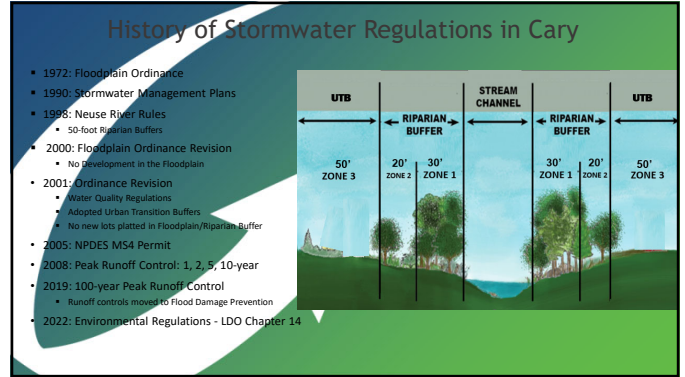 History of Stormwater Regulations in Cary
▪ 1972: Floodplain Ordinance
▪ 1990: Stormwater Management Plans
▪ 1998: Neuse River Rules
▪ 50-foot Riparian Buffers
▪ 2000: Floodplain Ordinance Revision
▪ No Development in the Floodplain
• 2001: Ordinance Revision
▪ Water Quality Regulations
▪ Adopted Urban Transition Buffers
▪ No new lots platted in Floodplain/Riparian Buffer
• 2005: NPDES MS4 Permit
• 2008: Peak Runoff Control: 1, 2, 5, 10-year
• 2019: 100-year Peak Runoff Control
▪ Runoff controls moved to Flood Damage Prevention
• 2022: Environmental Regulations - LDO Chapter 14
UTB
RIPARIAN
BUFFER
STREAM
CHANNEL
RIPARIAN
BUFFER
UTB
50'
ZONE 3
20'
ZONE 2
30'
ZONE 1
30'
ZONE 1
20'
ZONE 2
50'
ZONE 3